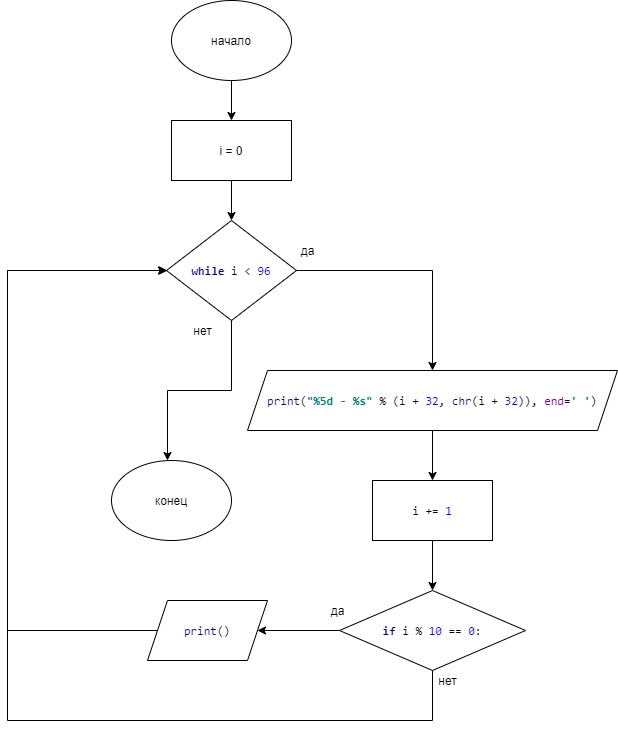 начало
i = 0
while i < 96
да
нет
print("%5d - %s" % (i + 32, chr(i + 32)), end=' ')
конец
i += 1
if i % 10 == 0:
да
print()
нет